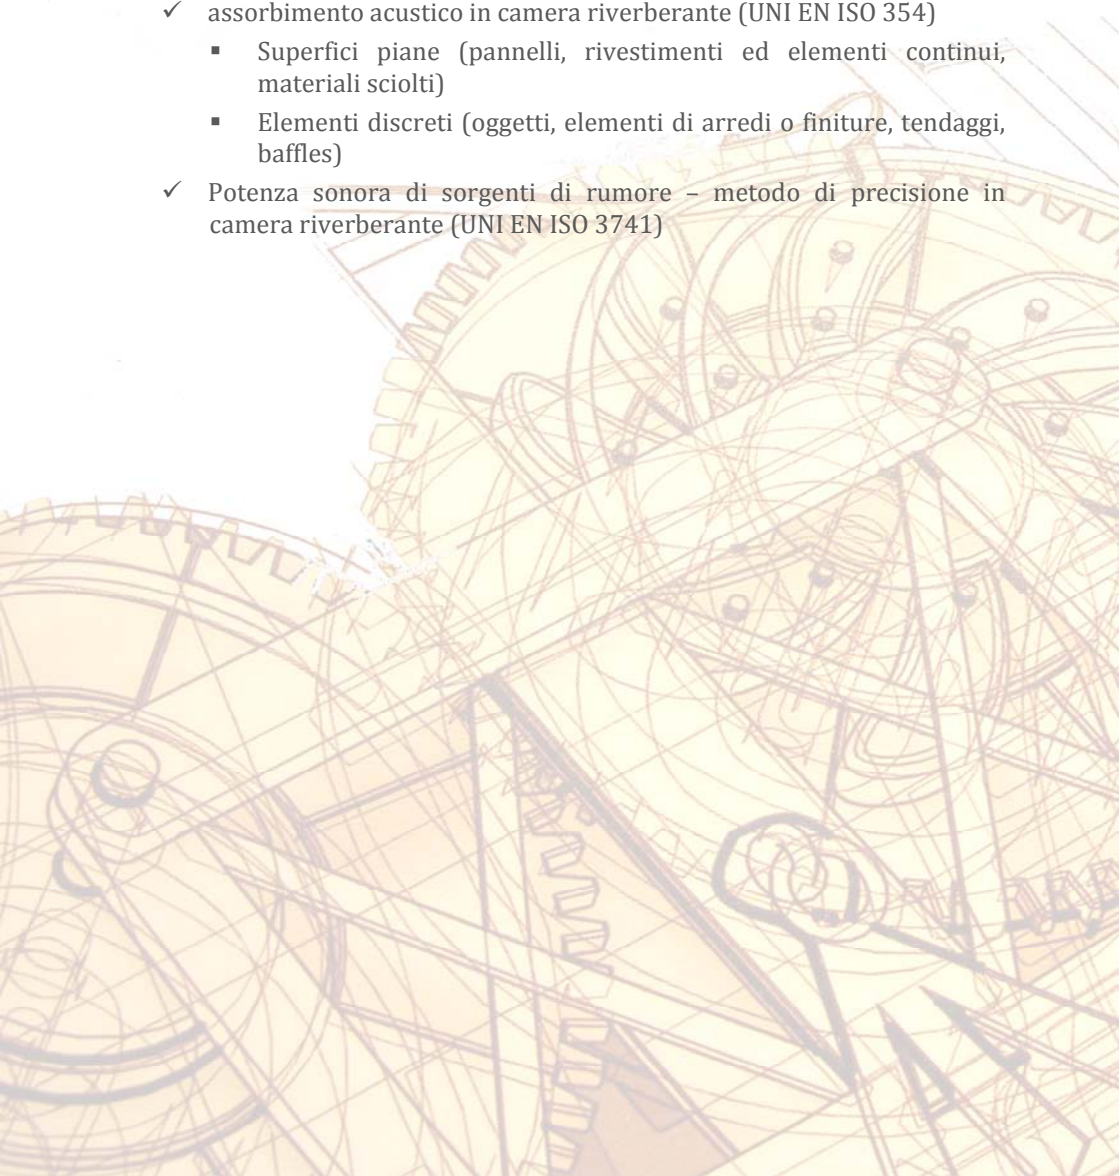 ✓ assorbimento acustico in camera riverberante (UNI EN ISO 354)
▪ Superfici piane (pannelli, rivestimenti ed elementi continui,
materiali sciolti)
▪ Elementi discreti (oggetti, elementi di arredi o finiture, tendaggi,
baffles)
✓ Potenza sonora di sorgenti di rumore – metodo di precisione in
camera riverberante (UNI EN ISO 3741)